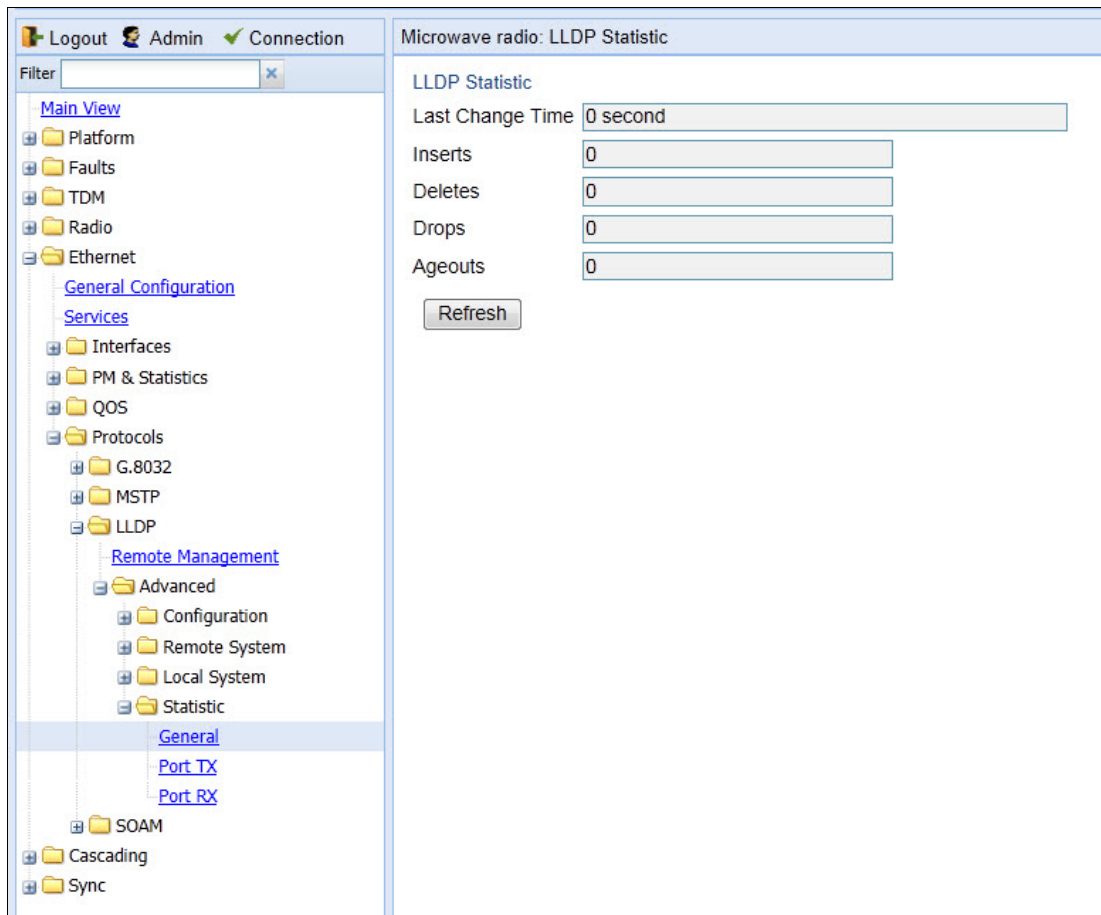 Logout Admin Connection
Filter
Main View
Platform
Faults
TDM
Radio
Ethernet
General Configuration
Services
Interfaces
PM & Statistics
QOS
Protocols
G.8032
MSTP
LLDP
Remote Management
Advanced
Configuration
Remote System
Local System
Statistic
General
Port TX
Port RX
SOAM
Cascading
Sync
Microwave radio: LLDP Statistic
LLDP Statistic
Last Change Time 0 second
Inserts 0
Deletes 0
Drops 0
Ageouts 0
Refresh